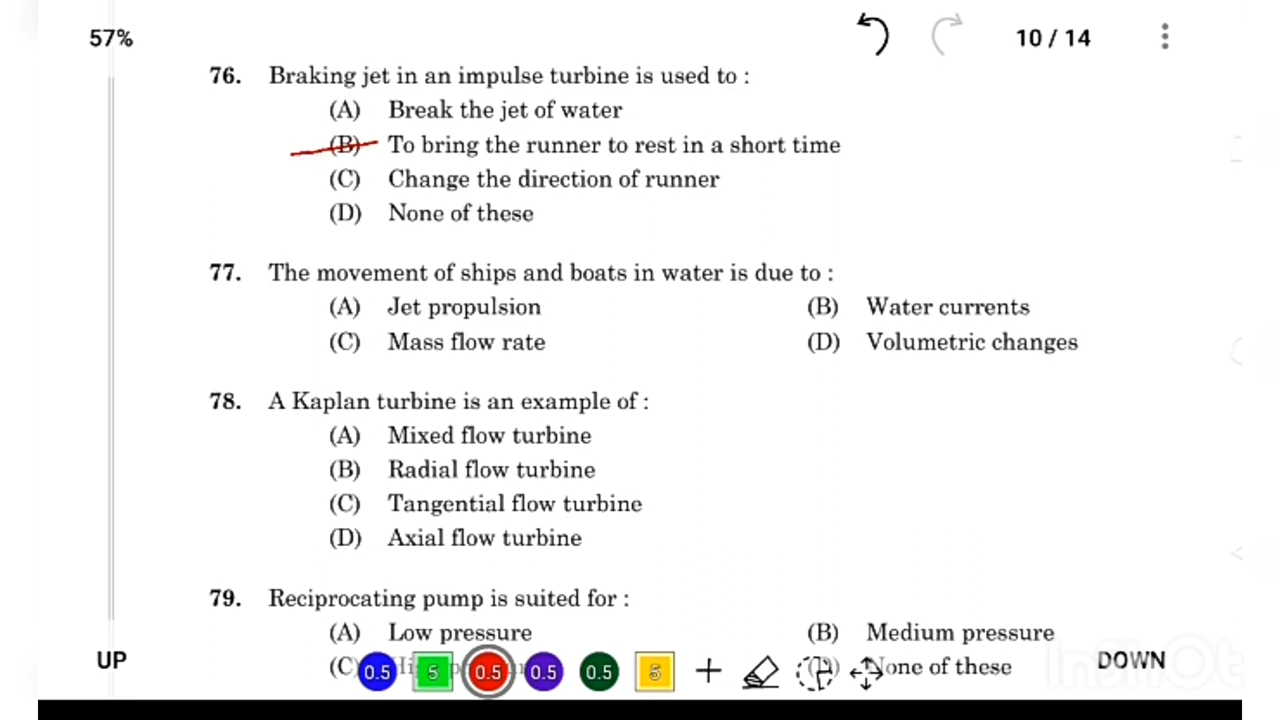 57%
10 / 14
76. Braking jet in an impulse turbine is used to :
(A) Break the jet of water
(B) To bring the runner to rest in a short time
(C) Change the direction of runner
(D) None of these
77. The movement of ships and boats in water is due to :
(A) Jet propulsion (B) Water currents
(C) Mass flow rate (D) Volumetric changes
78. A Kaplan turbine is an example of :
(A) Mixed flow turbine
(B) Radial flow turbine
(C) Tangential flow turbine
(D) Axial flow turbine
79. Reciprocating pump is suited for :
(A) Low pressure (B) Medium pressure
(C) None of these
UP 0.5 5 0.5 0.5 0.5 5 DOWN
InShOt